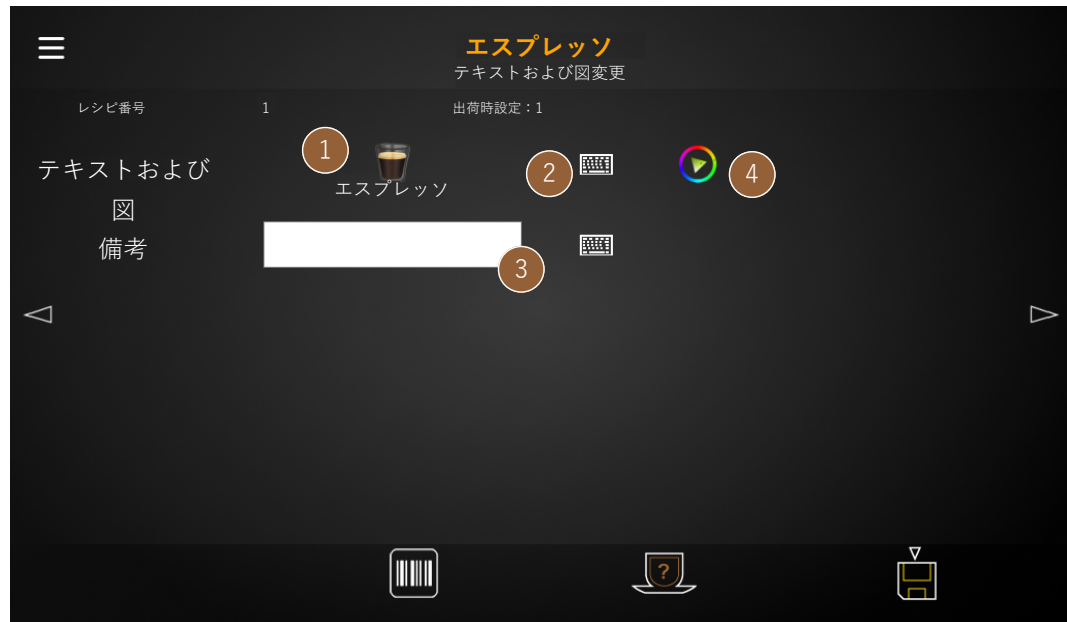 エスプレッソ
テキストおよび図変更
レシピ番号 1 出荷時設定：1
1
テキストおよび
図
エスプレッソ
2
4
備考
3
?